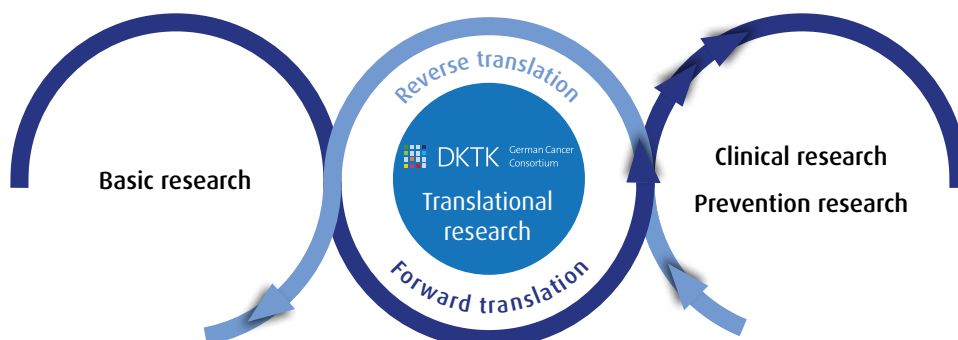 Basic research
Reverse translation
DKTK German Cancer
Consortium
Translational
research
Forward translation
Clinical research
Prevention research